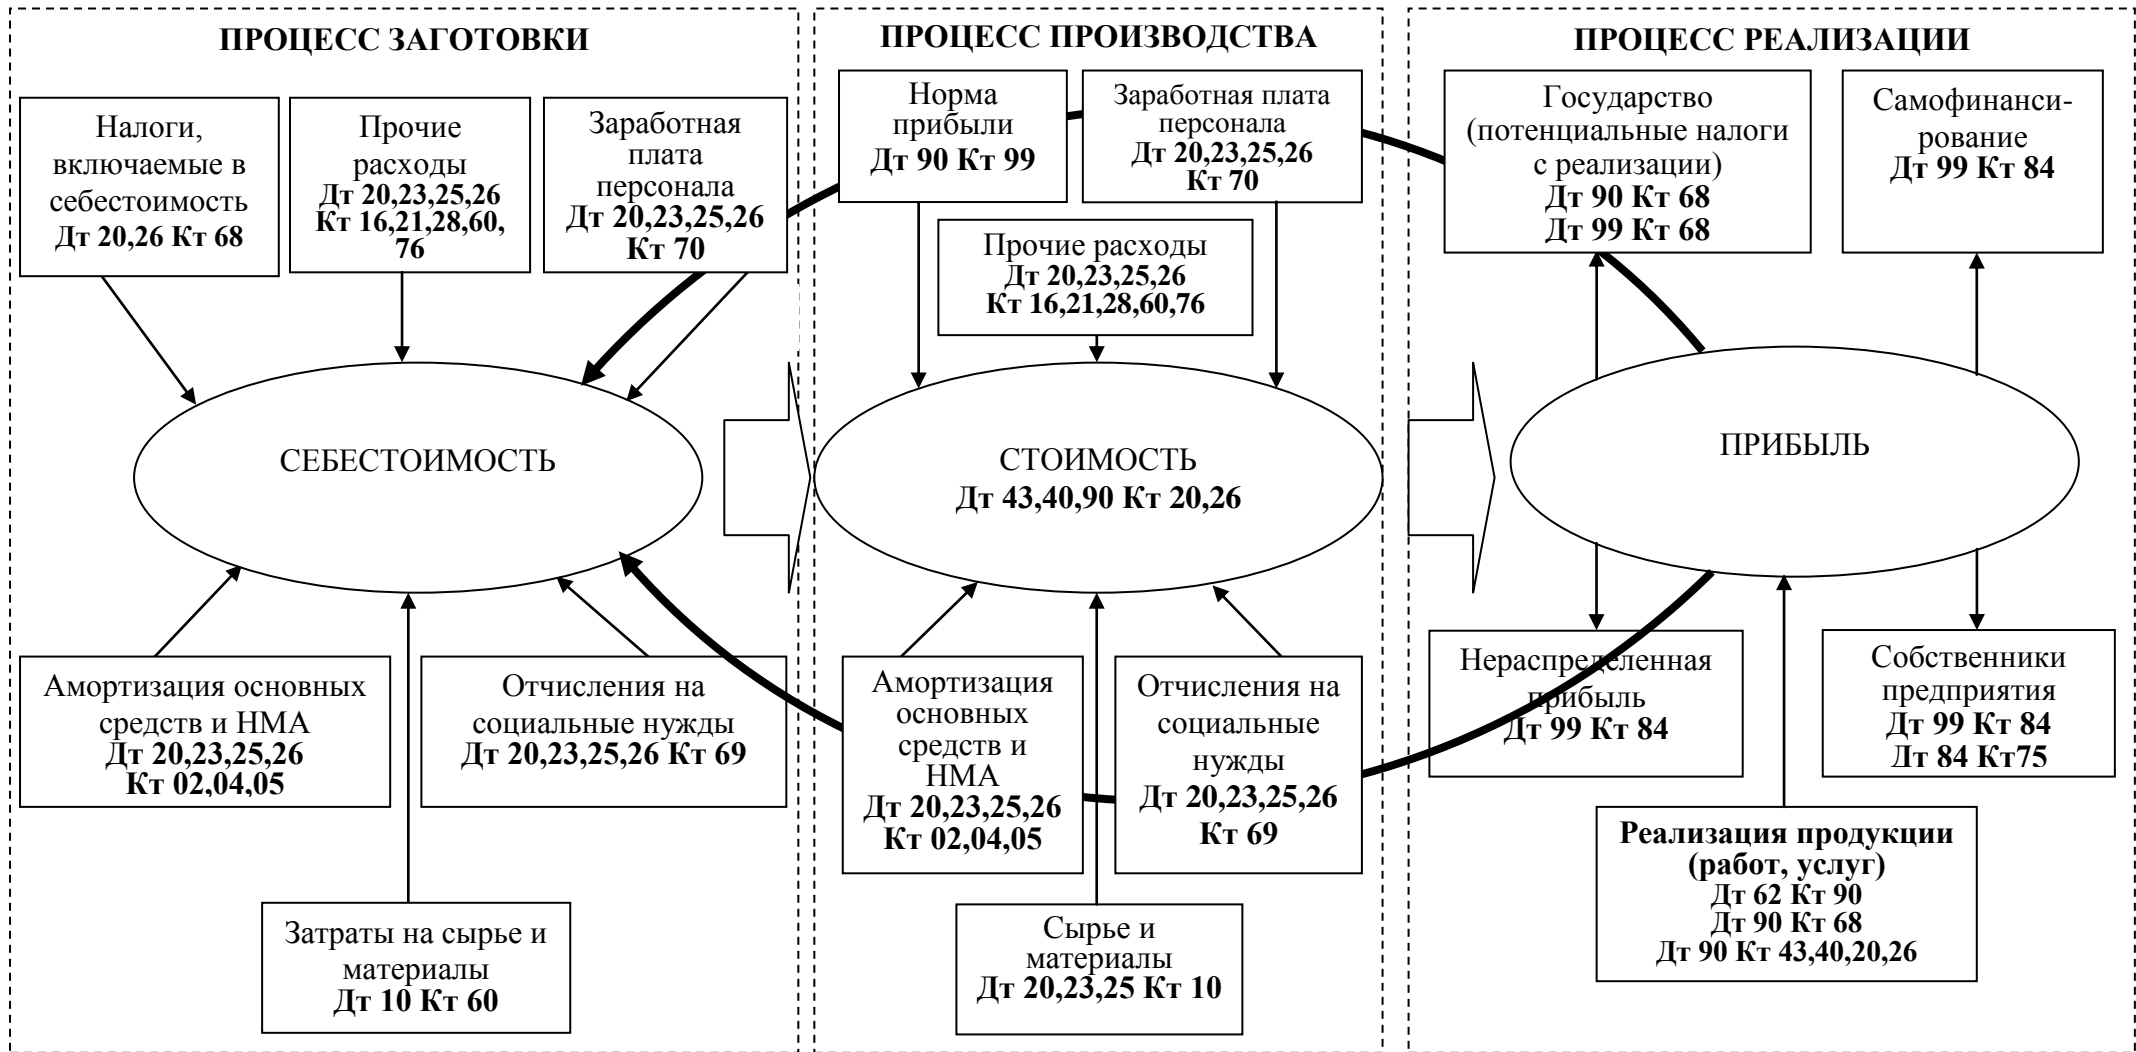 ПРОЦЕСС ЗАГОТОВКИ
Налоги,
включаемые в
себестоимость
Дт 20,26 Кт 68
Прочие
расходы
Дт 20,23,25,26
Кт 16,21,28,60,
76
Заработная
плата
персонала
Дт 20,23,25,26
Кт 70
СЕБЕСТОИМОСТЬ
Амортизация основных
средств и НМА
Дт 20,23,25,26
Кт 02,04,05
Отчисления на
социальные нужды
Дт 20,23,25,26 Кт 69
Затраты на сырье и
материалы
Дт 10 Кт 60
ПРОЦЕСС ПРОИЗВОДСТВА
Норма
прибыли
Дт 90 Кт 99
Заработная плата
персонала
Дт 20,23,25,26
Кт 70
Прочие расходы
Дт 20,23,25,26
Кт 16,21,28,60,76
СТОИМОСТЬ
Дт 43,40,90 Кт 20,26
Амортизация
основных
средств и
НМА
Дт 20,23,25,26
Кт 02,04,05
Отчисления на
социальные
нужды
Дт 20,23,25,26
Кт 69
Сырье и
материалы
Дт 20,23,25 Кт 10
ПРОЦЕСС РЕАЛИЗАЦИИ
Государство
(потенциальные налоги
с реализации)
Дт 90 Кт 68
Дт 99 Кт 68
Самофинанси-
рование
Дт 99 Кт 84
ПРИБЫЛЬ
Нераспределенная
прибыль
Дт 99 Кт 84
Собственники
предприятия
Дт 99 Кт 84
Дт 84 Кт75
Реализация продукции
(работ, услуг)
Дт 62 Кт 90
Дт 90 Кт 68
Дт 90 Кт 43,40,20,26